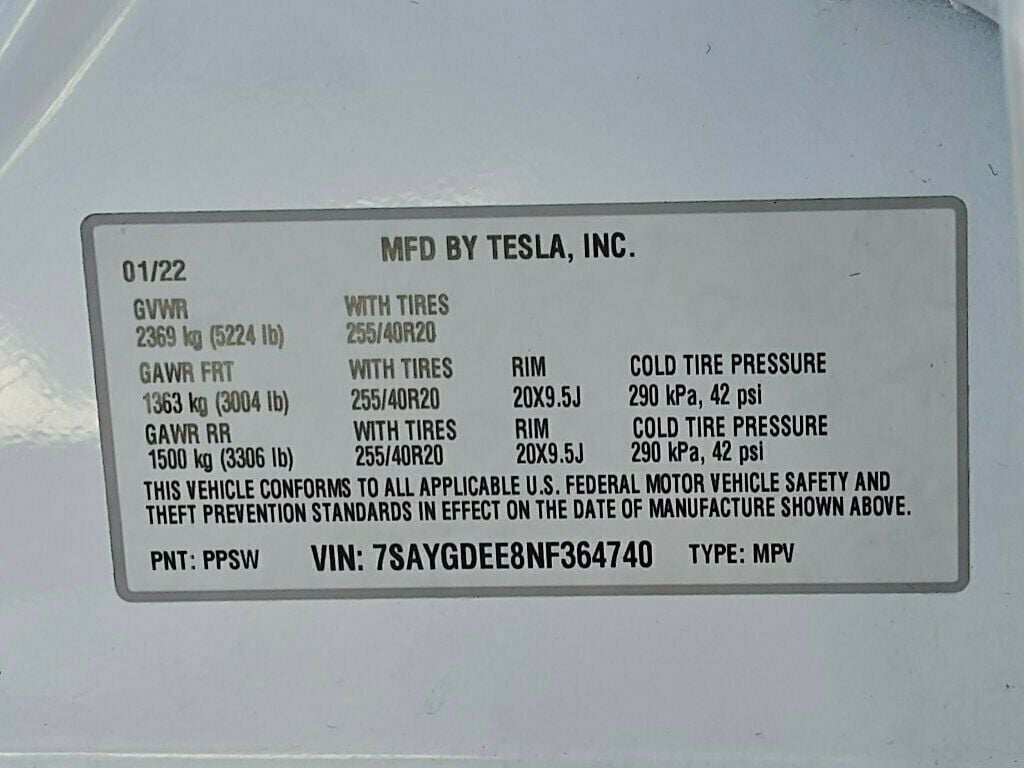 MFD BY TESLA, INC.
01/22
GVWR WITH TIRES
2369 kg (5224 lb) 255/40R20
GAWR FRT WITH TIRES RIM COLD TIRE PRESSURE
1363 kg (3004 lb) 255/40R20 20X9.5J 290 kPa, 42 psi
GAWR RR WITH TIRES RIM COLD TIRE PRESSURE
1500 kg (3306 lb) 255/40R20 20X9.5J 290 kPa, 42 psi
THIS VEHICLE CONFORMS TO ALL APPLICABLE U.S. FEDERAL MOTOR VEHICLE SAFETY AND
THEFT PREVENTION STANDARDS IN EFFECT ON THE DATE OF MANUFACTURE SHOWN ABOVE.
PNT: PPSW VIN: 7SAYGDEE8NF364740 TYPE: MPV